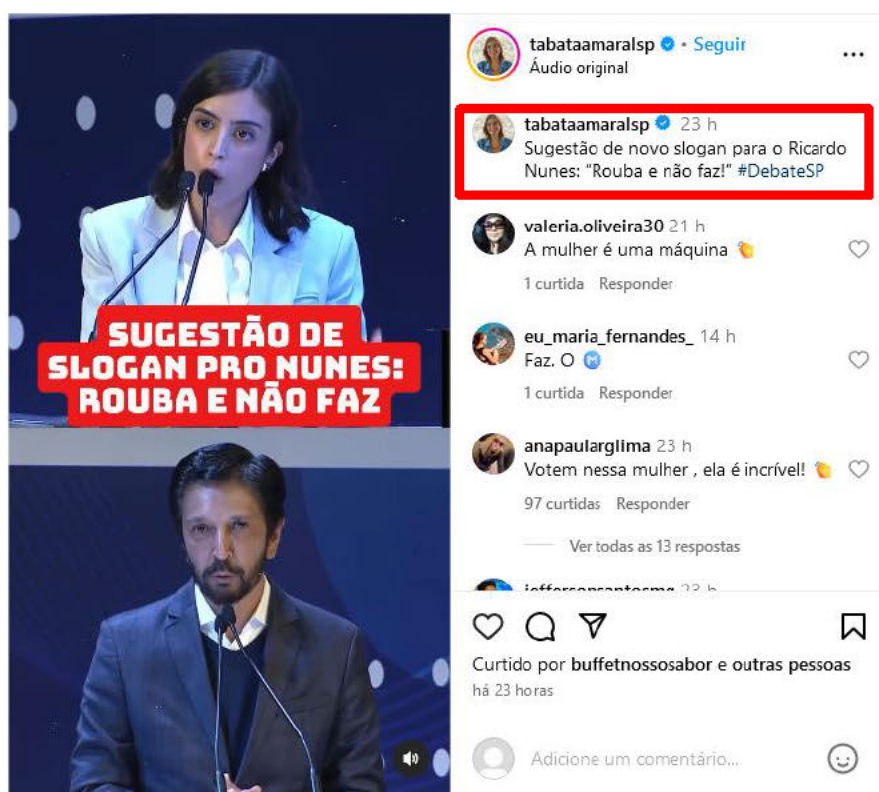 SUGESTÃO DE
SLOGAN PRO NUNES:
ROUBA E NÃO FAZ
tabataamaralsp • Seguir
Áudio original
tabataamaralsp 23 h
Sugestão de novo slogan para o Ricardo
Nunes: “Rouba e não faz!” #DebateSP
valeria.oliveira30 21 h
A mulher é uma máquina 👏
1 curtida Responder
eu_maria_fernandes_ 14 h
Faz. O Ⓜ️
1 curtida Responder
anapaularglima 23 h
Votem nessa mulher , ela é incrível! 👏
97 curtidas Responder
Ver todas as 13 respostas
Curtido por buffetnossosabor e outras pessoas
há 23 horas
Adicione um comentário...